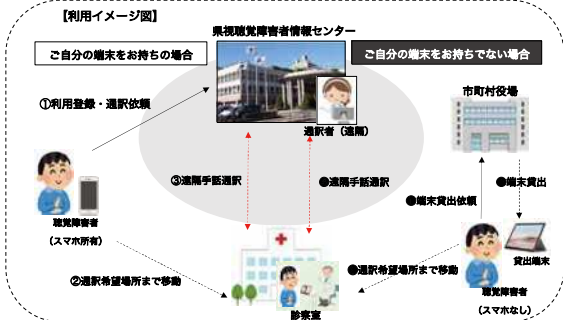 【利用イメージ図】
県視聴覚障害者情報センター
ご自分の端末をお持ちの場合
ご自分の端末をお持ちでない場合
①利用登録・通訳依頼
通訳者（遠隔）
市町村役場
③遠隔手話通訳
●遠隔手話通訳
●端末貸出
●端末貸出依頼
聴覚障害者
（スマホ所有）
②通訳希望場所まで移動
●通訳希望場所まで移動
貸出端末
聴覚障害者
（スマホなし）
診察室